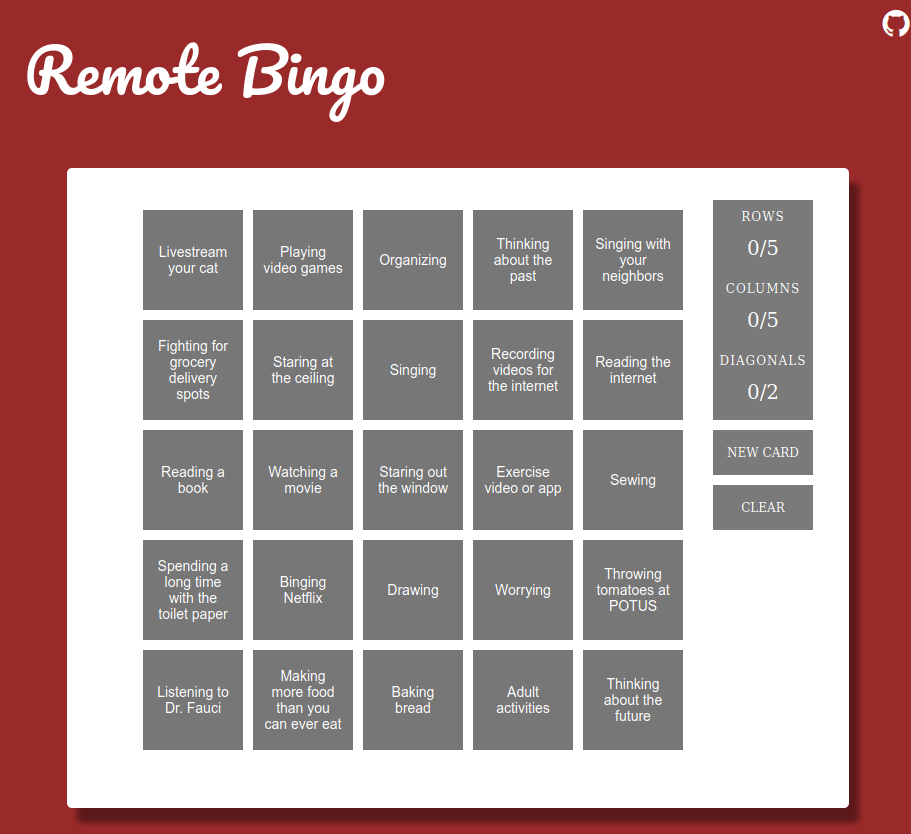 Remote Bingo
Livestream
your cat
Playing
video games
Organizing
Thinking
about the
past
Singing with
your
neighbors
Fighting for
grocery
delivery
spots
Staring at
the ceiling
Singing
Recording
videos for
the internet
Reading the
internet
Reading a
book
Watching a
movie
Staring out
the window
Exercise
video or app
Sewing
Spending a
long time
with the
toilet paper
Binging
Netflix
Drawing
Worrying
Throwing
tomatoes at
POTUS
Listening to
Dr. Fauci
Making
more food
than you
can ever eat
Baking
bread
Adult
activities
Thinking
about the
future
ROWS
0/5
COLUMNS
0/5
DIAGONALS
0/2
NEW CARD
CLEAR